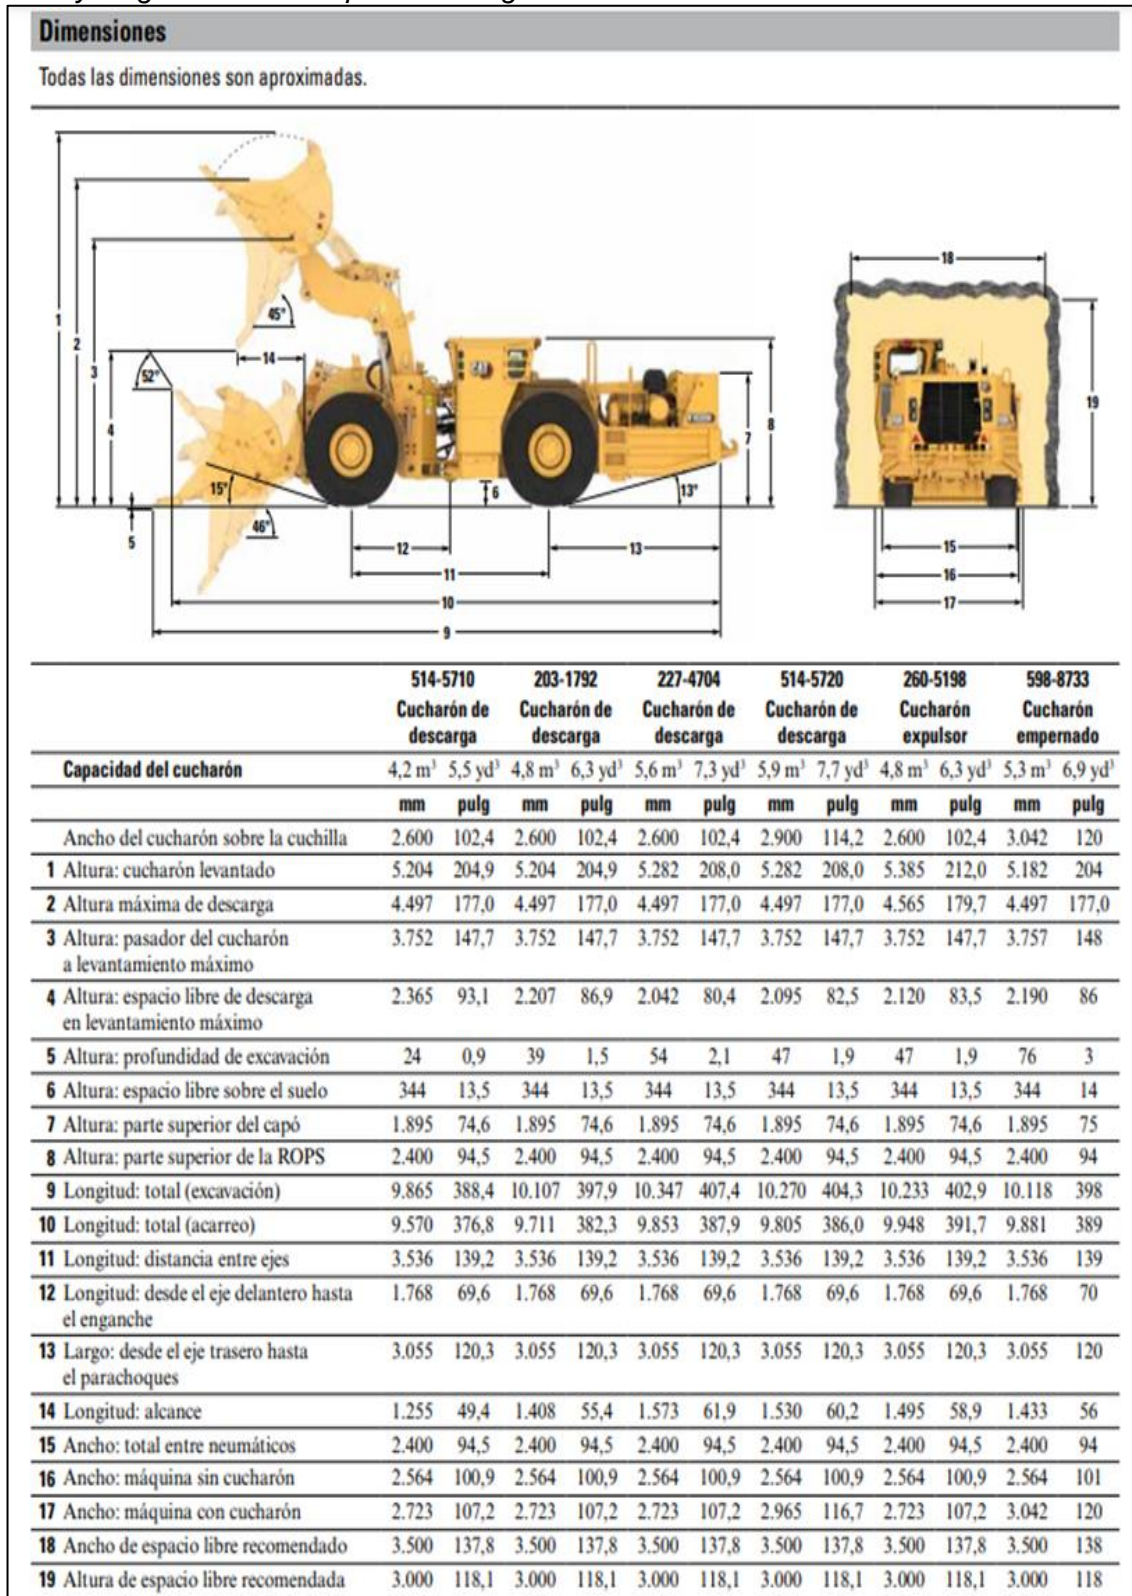 Dimensiones
Todas las dimensiones son aproximadas.
1
2
3
4
5
45°
14
52°
15°
46°
6
13°
7
8
12
13
11
10
9
18
19
15
16
17
514-5710 203-1792 227-4704 514-5720 260-5198 598-8733
Cucharón de Cucharón de Cucharón de Cucharón de Cucharón Cucharón
descarga descarga descarga descarga expulsor empernado
Capacidad del cucharón 4,2 m³ 5,5 yd³ 4,8 m³ 6,3 yd³ 5,6 m³ 7,3 yd³ 5,9 m³ 7,7 yd³ 4,8 m³ 6,3 yd³ 5,3 m³ 6,9 yd³
mm pulg mm pulg mm pulg mm pulg mm pulg mm pulg
Ancho del cucharón sobre la cuchilla 2.600 102,4 2.600 102,4 2.600 102,4 2.900 114,2 2.600 102,4 3.042 120
1 Altura: cucharón levantado 5.204 204,9 5.204 204,9 5.282 208,0 5.282 208,0 5.385 212,0 5.182 204
2 Altura máxima de descarga 4.497 177,0 4.497 177,0 4.497 177,0 4.497 177,0 4.565 179,7 4.497 177,0
3 Altura: pasador del cucharón 3.752 147,7 3.752 147,7 3.752 147,7 3.752 147,7 3.752 147,7 3.757 148
a levantamiento máximo
4 Altura: espacio libre de descarga 2.365 93,1 2.207 86,9 2.042 80,4 2.095 82,5 2.120 83,5 2.190 86
en levantamiento máximo
5 Altura: profundidad de excavación 24 0,9 39 1,5 54 2,1 47 1,9 47 1,9 76 3
6 Altura: espacio libre sobre el suelo 344 13,5 344 13,5 344 13,5 344 13,5 344 13,5 344 14
7 Altura: parte superior del capó 1.895 74,6 1.895 74,6 1.895 74,6 1.895 74,6 1.895 74,6 1.895 75
8 Altura: parte superior de la ROPS 2.400 94,5 2.400 94,5 2.400 94,5 2.400 94,5 2.400 94,5 2.400 94
9 Longitud: total (excavación) 9.865 388,4 10.107 397,9 10.347 407,4 10.270 404,3 10.233 402,9 10.118 398
10 Longitud: total (acarreo) 9.570 376,8 9.711 382,3 9.853 387,9 9.805 386,0 9.948 391,7 9.881 389
11 Longitud: distancia entre ejes 3.536 139,2 3.536 139,2 3.536 139,2 3.536 139,2 3.536 139,2 3.536 139
12 Longitud: desde el eje delantero hasta 1.768 69,6 1.768 69,6 1.768 69,6 1.768 69,6 1.768 69,6 1.768 70
el enganche
13 Largo: desde el eje trasero hasta 3.055 120,3 3.055 120,3 3.055 120,3 3.055 120,3 3.055 120,3 3.055 120
el parachoques
14 Longitud: alcance 1.255 49,4 1.408 55,4 1.573 61,9 1.530 60,2 1.495 58,9 1.433 56
15 Ancho: total entre neumáticos 2.400 94,5 2.400 94,5 2.400 94,5 2.400 94,5 2.400 94,5 2.400 94
16 Ancho: máquina sin cucharón 2.564 100,9 2.564 100,9 2.564 100,9 2.564 100,9 2.564 100,9 2.564 101
17 Ancho: máquina con cucharón 2.723 107,2 2.723 107,2 2.723 107,2 2.965 116,7 2.723 107,2 3.042 120
18 Ancho de espacio libre recomendado 3.500 137,8 3.500 137,8 3.500 137,8 3.500 137,8 3.500 137,8 3.500 138
19 Altura de espacio libre recomendada 3.000 118,1 3.000 118,1 3.000 118,1 3.000 118,1 3.000 118,1 3.000 118